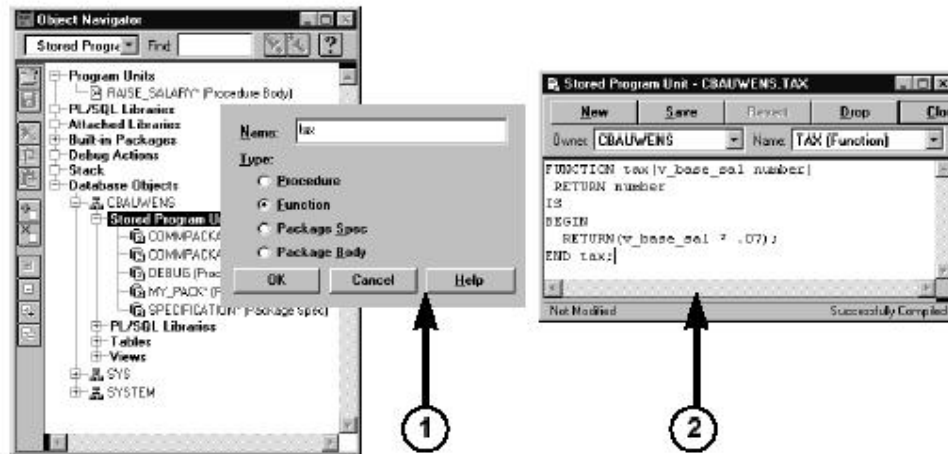 Object Navigator
Stored Progra Find
Program Units
RAISE_SALARY* (Procedure Body)
PL/SQL Libraries
Attached Libraries
Built-in Packages
Debug Actions
Stack
Database Objects
CBAUWENS
Stored Program U
COMMPACKA
COMMPACKA
DEBUG (Proc
MY_PACK* (P
SPECIFICATION* (Package Spec)
PL/SQL Libraries
Tables
Views
SYS
SYSTEM
Name: tax
Type:
Procedure
Function
Package Spec
Package Body
OK Cancel Help
1
Stored Program Unit - CBAUWENS.TAX
New Save Revert Drop Clo
Owner: CBAUWENS Name: TAX (Function)
FUNCTION tax(v_base_sal number)
RETURN number
IS
BEGIN
RETURN(v_base_sal * .07);
END tax;
Not Modified Successfully Compiled
2